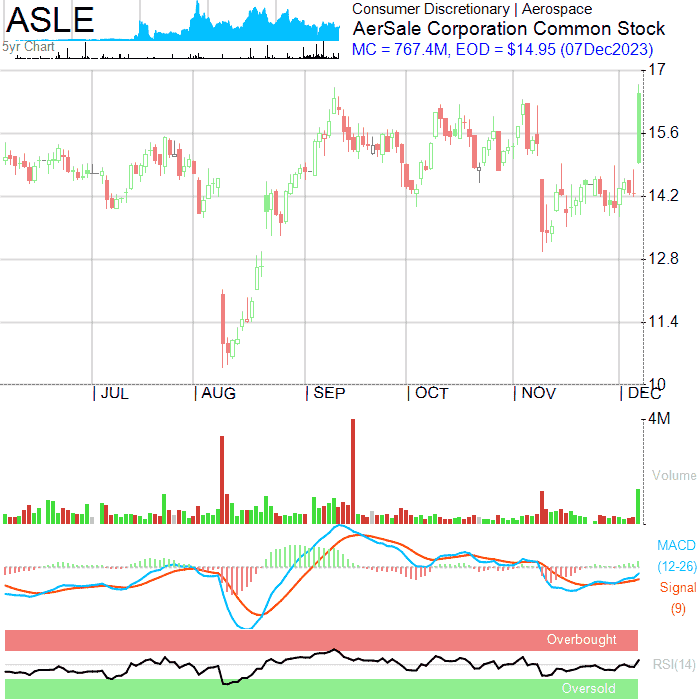 ASLE
5yr Chart
Consumer Discretionary | Aerospace
AerSale Corporation Common Stock
MC = 767.4M, EOD = $14.95 (07Dec2023)
17
15.6
14.2
12.8
11.4
10
JUL
AUG
SEP
OCT
NOV
DEC
4M
Volume
MACD
(12-26)
Signal
(9)
Overbought
RSI(14)
Oversold